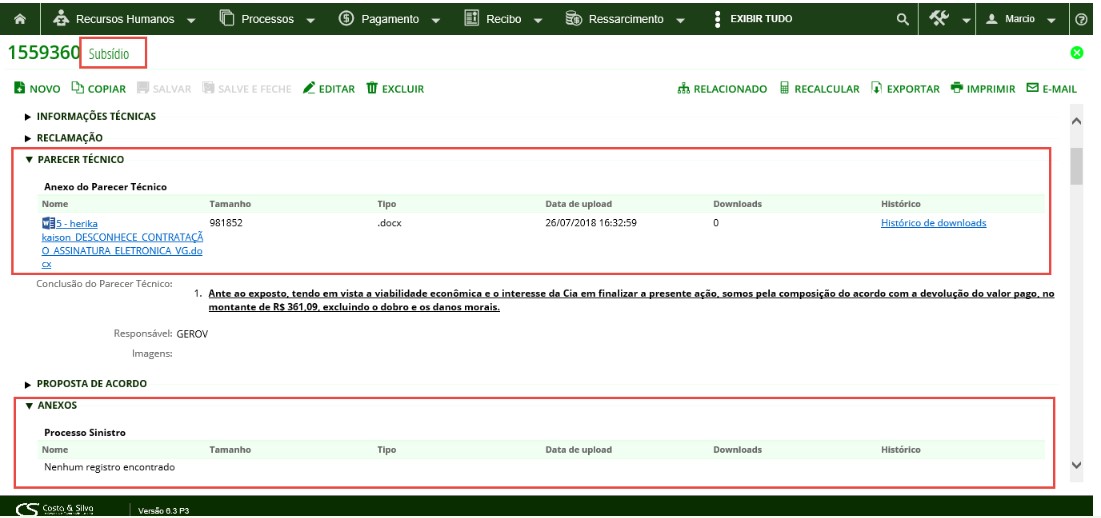 Recursos Humanos Processos Pagamento Recibo Ressarcimento EXIBIR TUDO Marcio
1559360 Subsídio
NOVO COPIAR SALVAR SALVE E FECHE EDITAR EXCLUIR RELACIONADO RECALCULAR EXPORTAR IMPRIMIR E-MAIL
INFORMAÇÕES TÉCNICAS
RECLAMAÇÃO
PARECER TÉCNICO
Anexo do Parecer Técnico
Nome Tamanho Tipo Data de upload Downloads Histórico
5 - herika 981852 .docx 26/07/2018 16:32:59 0 Histórico de downloads
kaison_DESCONHECE_CONTRATAÇÃ
O_ASSINATURA_ELETRONICA_VG.do
cx
Conclusão do Parecer Técnico:
1. Ante ao exposto, tendo em vista a viabilidade econômica e o interesse da Cia em finalizar a presente ação, somos pela composição do acordo com a devolução do valor pago, no
montante de R$ 361,09, excluindo o dobro e os danos morais.
Responsável: GEROV
Imagens:
PROPOSTA DE ACORDO
ANEXOS
Processo Sinistro
Nome Tamanho Tipo Data de upload Downloads Histórico
Nenhum registro encontrado
CS Costa & Silva Versão 6.3 P3